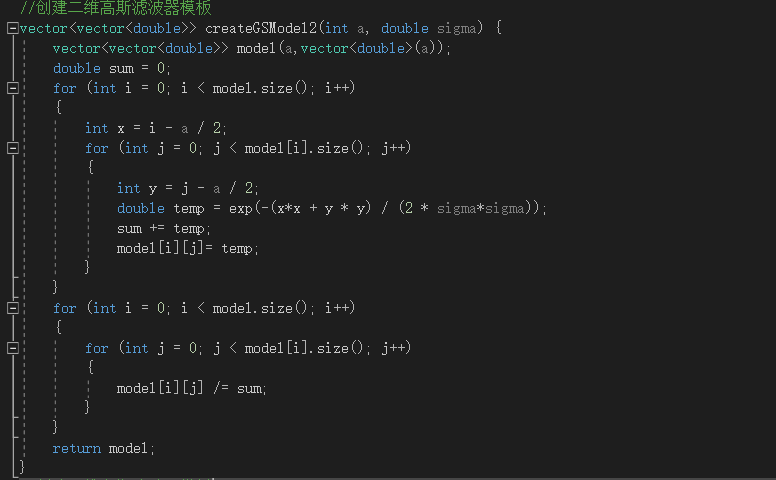 //创建二维高斯滤波器模板
vector<vector<double>> createGSModel2(int a, double sigma) {
vector<vector<double>> model(a,vector<double>(a));
double sum = 0;
for (int i = 0; i < model.size(); i++)
{
int x = i - a / 2;
for (int j = 0; j < model[i].size(); j++)
{
int y = j - a / 2;
double temp = exp(-(x*x + y * y) / (2 * sigma*sigma));
sum += temp;
model[i][j]= temp;
}
}
for (int i = 0; i < model.size(); i++)
{
for (int j = 0; j < model[i].size(); j++)
{
model[i][j] /= sum;
}
}
return model;
}